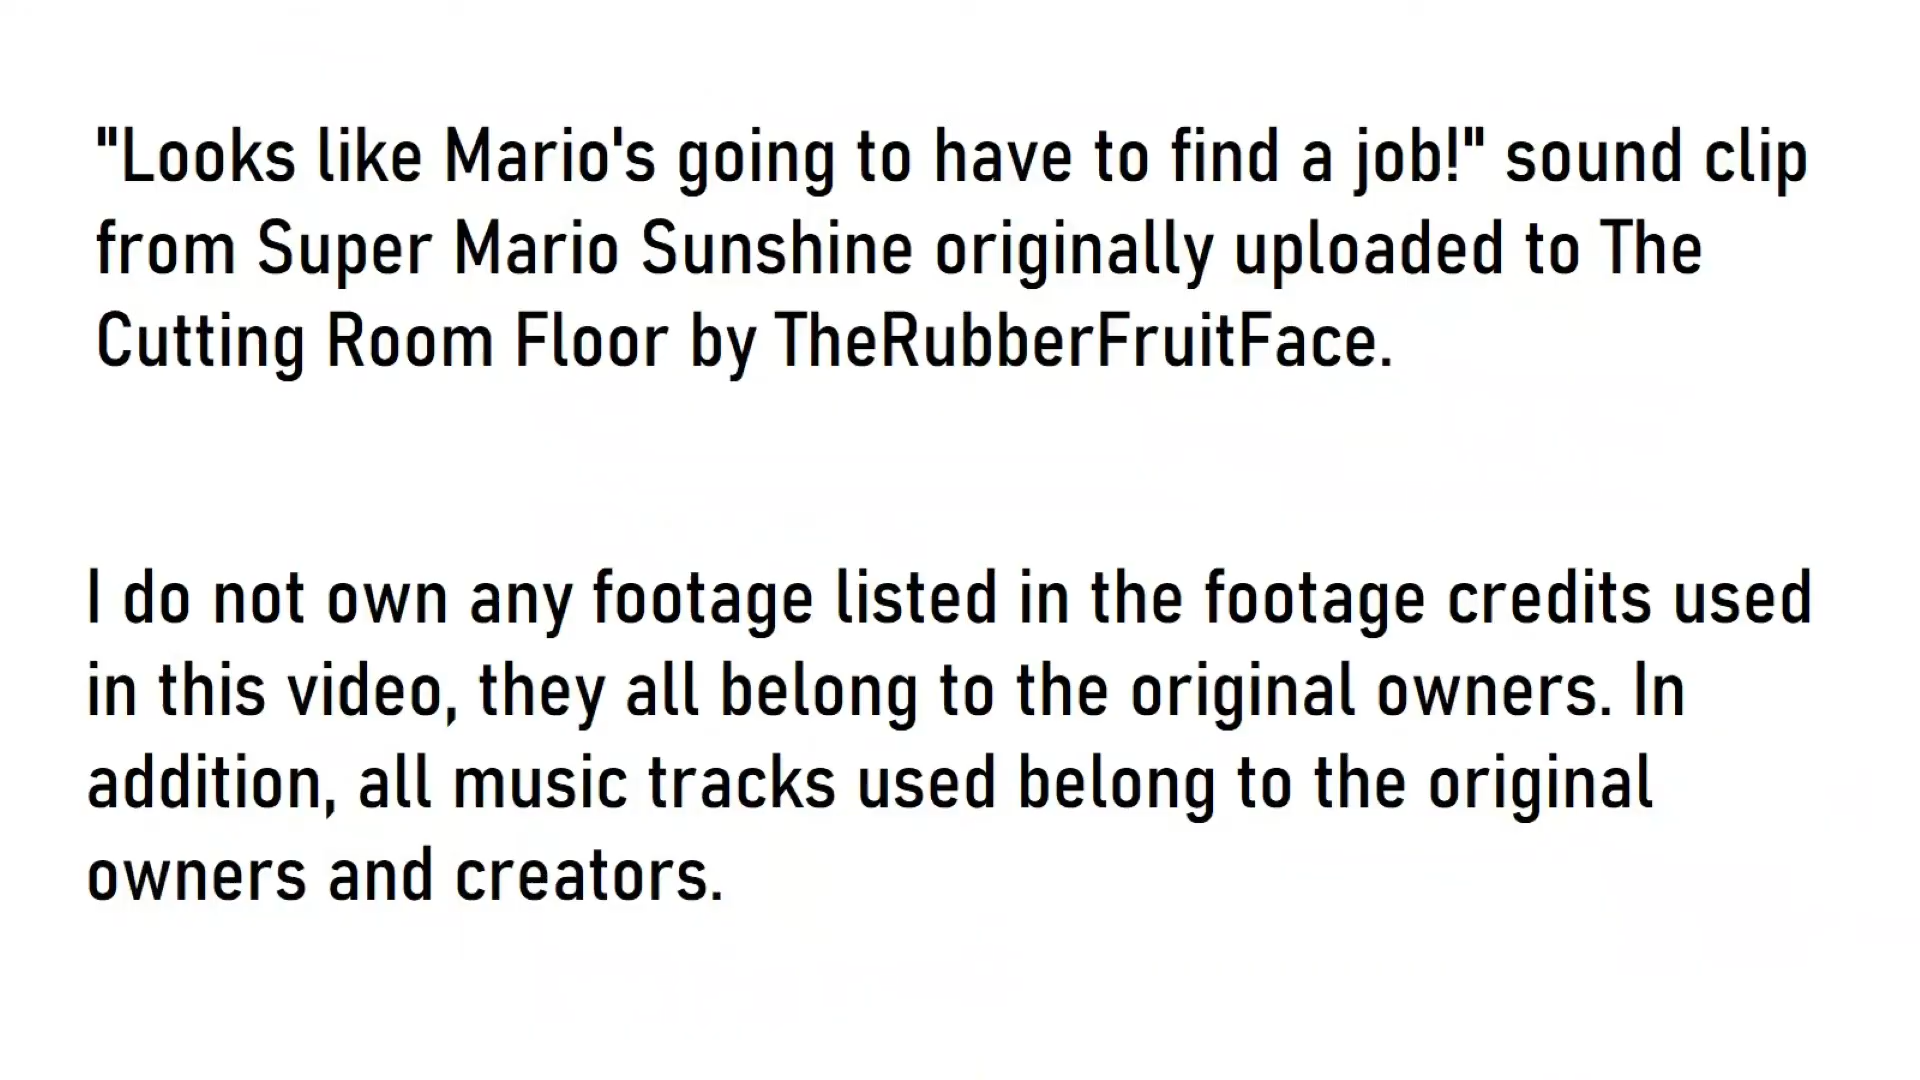 "Looks like Mario's going to have to find a job!" sound clip
from Super Mario Sunshine originally uploaded to The
Cutting Room Floor by TheRubberFruitFace.
I do not own any footage listed in the footage credits used
in this video, they all belong to the original owners. In
addition, all music tracks used belong to the original
owners and creators.